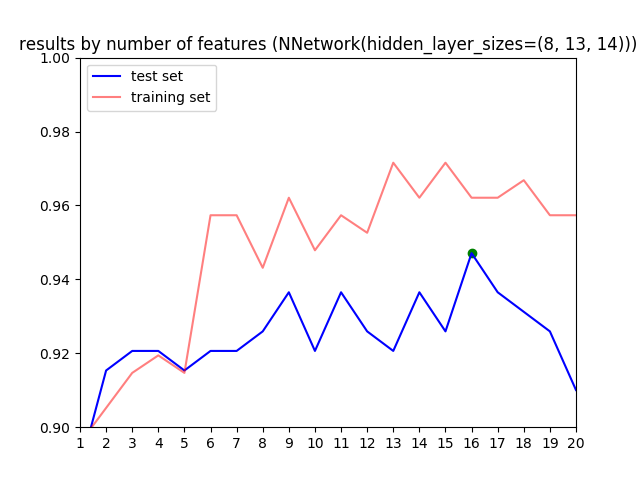 results by number of features (NNetwork(hidden_layer_sizes=(8, 13, 14)))
1.00
test set
training set
0.98
0.96
0.94
0.92
0.90
1 2 3 4 5 6 7 8 9 10 11 12 13 14 15 16 17 18 19 20